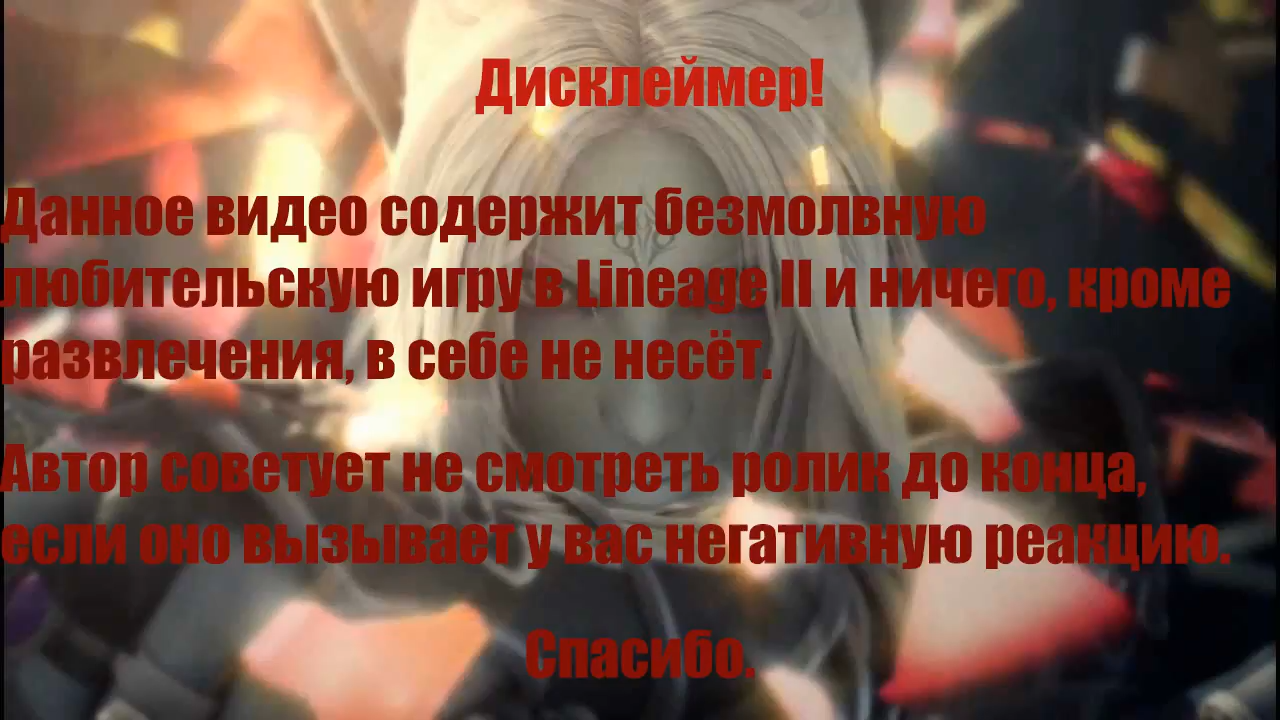 Дисклеймер!
Данное видео содержит безмолвную
любительскую игру в Lineage II и ничего, кроме
развлечения, в себе не несёт.
Автор советует не смотреть ролик до конца,
если оно вызывает у вас негативную реакцию.
Спасибо.